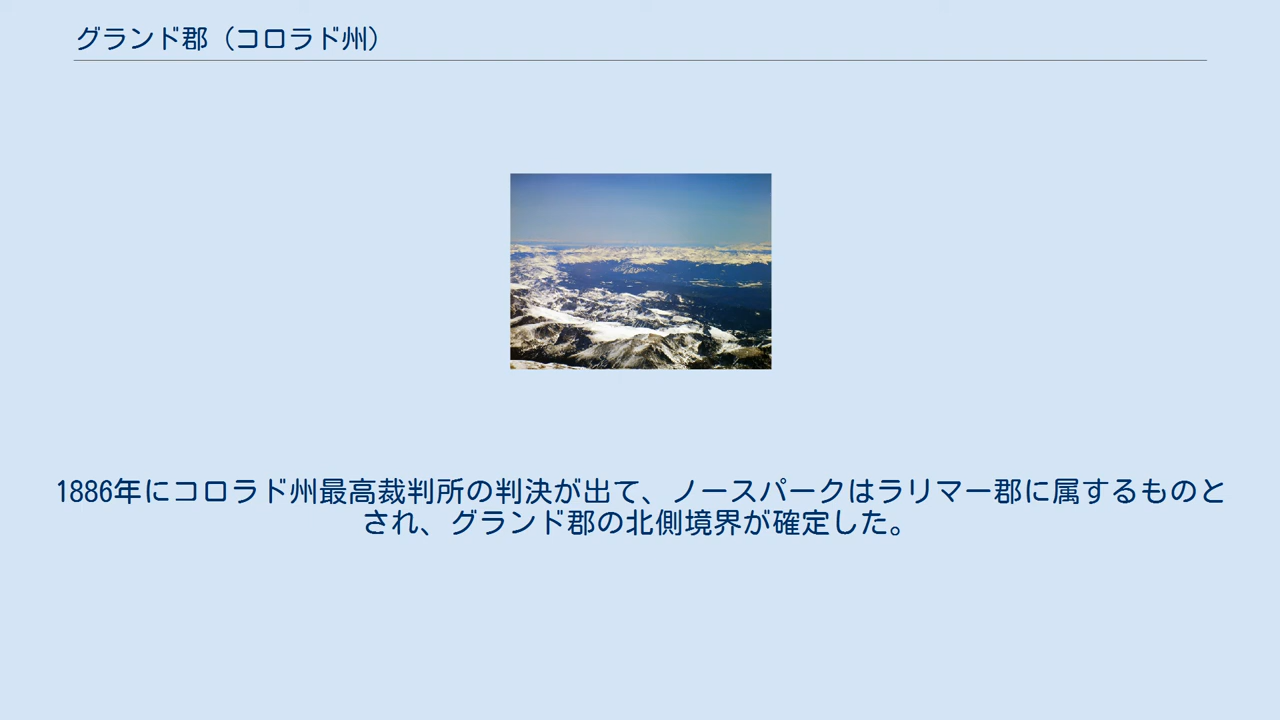 グランド郡（コロラド州）
1886年にコロラド州最高裁判所の判決が出て、ノースパークはラリマー郡に属するものと
され、グランド郡の北側境界が確定した。